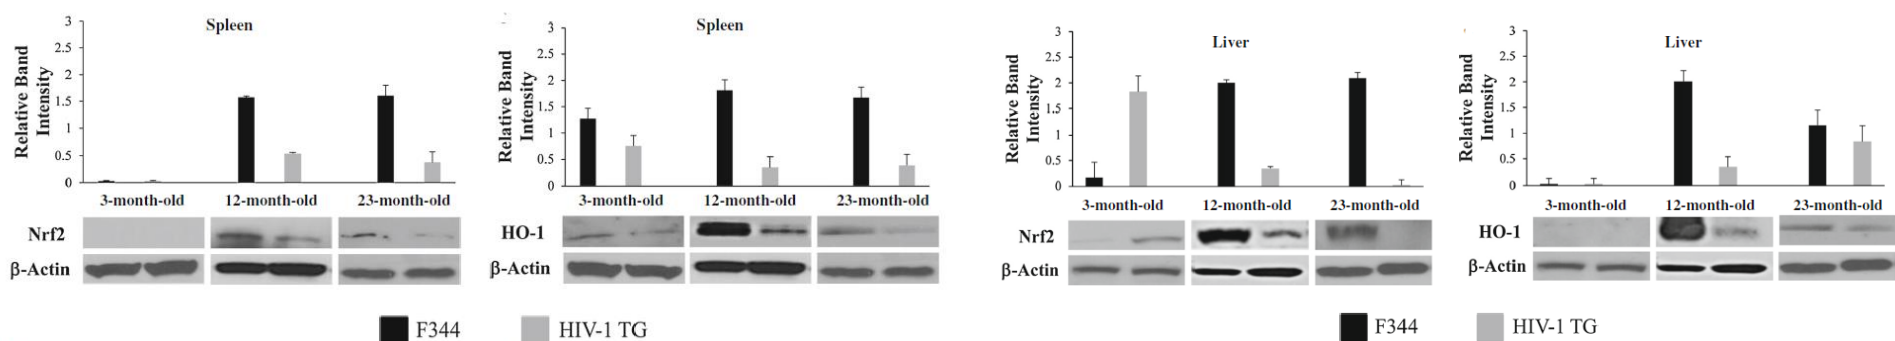 Spleen
Relative Band
Intensity
3
2.5
2
1.5
1
0.5
0
3-month-old 12-month-old 23-month-old
Nrf2
β-Actin
Spleen
Relative Band
Intensity
3
2.5
2
1.5
1
0.5
0
3-month-old 12-month-old 23-month-old
HO-1
β-Actin
F344 HIV-1 TG
Liver
Relative Band
Intensity
3
2.5
2
1.5
1
0.5
0
3-month-old 12-month-old 23-month-old
Nrf2
β-Actin
Liver
Relative Band
Intensity
3
2.5
2
1.5
1
0.5
0
3-month-old 12-month-old 23-month-old
HO-1
β-Actin
F344 HIV-1 TG